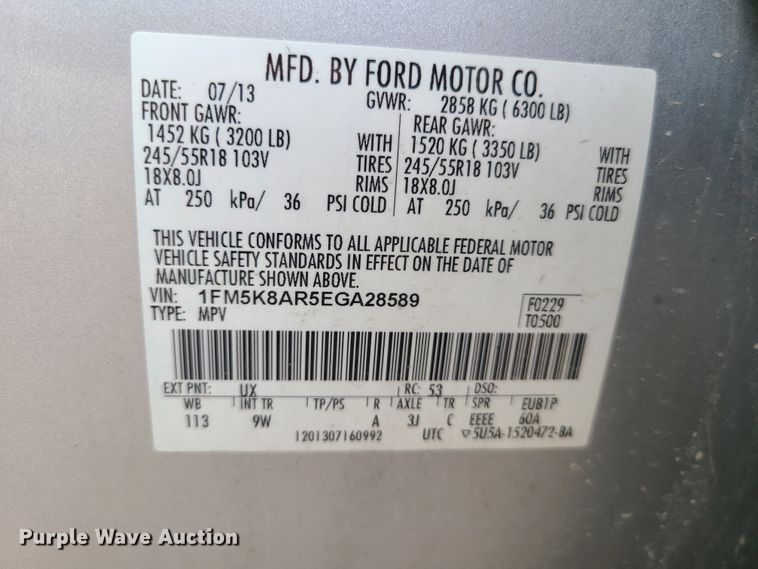 MFD. BY FORD MOTOR CO.
DATE: 07/13 GVWR: 2858 KG ( 6300 LB)
FRONT GAWR: REAR GAWR:
1452 KG ( 3200 LB) WITH 1520 KG ( 3350 LB) WITH
245/55R18 103V TIRES 245/55R18 103V TIRES
18X8.0J RIMS 18X8.0J RIMS
AT 250 kPa/ 36 PSI COLD AT 250 kPa/ 36 PSI COLD
THIS VEHICLE CONFORMS TO ALL APPLICABLE FEDERAL MOTOR
VEHICLE SAFETY STANDARDS IN EFFECT ON THE DATE OF
MANUFACTURE SHOWN ABOVE.
VIN: 1FM5K8AR5EGA28589 F0229
TYPE: MPV T0500
EXT PNT: UX RC: 53 DSO:
WB INT TR TP/PS R AXLE TR SPR EUB1P
113 9W A 3J C EEEE 60A
1201307160992 UTC ▽5U5A-1520472-BA
Purple Wave Auction